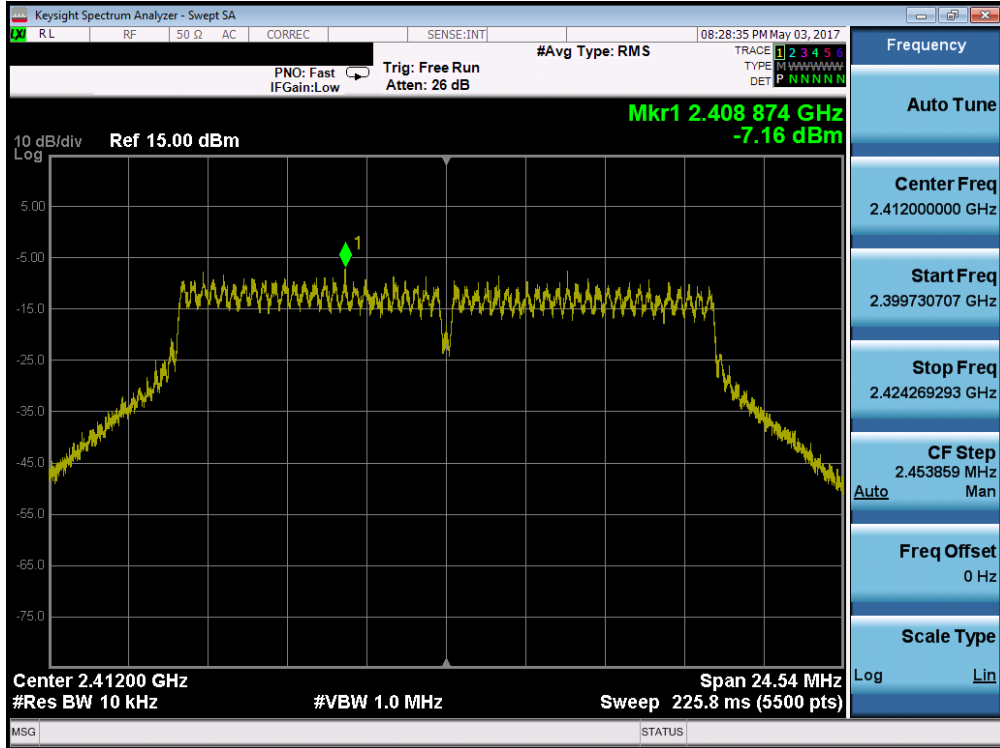 Keysight Spectrum Analyzer - Swept SA
LXI RL RF 50 Ω AC CORREC SENSE:INT 08:28:35 PM May 03, 2017
#Avg Type: RMS
TRACE 1 2 3 4 5 6
PNO: Fast Trig: Free Run
TYPE M WWWWW
IFGain:Low Atten: 26 dB
DET P N N N N N
Mkr1 2.408 874 GHz
-7.16 dBm
10 dB/div Ref 15.00 dBm
Log
5.00
-5.00
1
-15.0
-25.0
-35.0
-45.0
-55.0
-65.0
-75.0
Center 2.41200 GHz Span 24.54 MHz
#Res BW 10 kHz #VBW 1.0 MHz Sweep 225.8 ms (5500 pts)
MSG STATUS
Frequency
Auto Tune
Center Freq
2.412000000 GHz
Start Freq
2.399730707 GHz
Stop Freq
2.424269293 GHz
CF Step
2.453859 MHz
Auto Man
Freq Offset
0 Hz
Scale Type
Log Lin